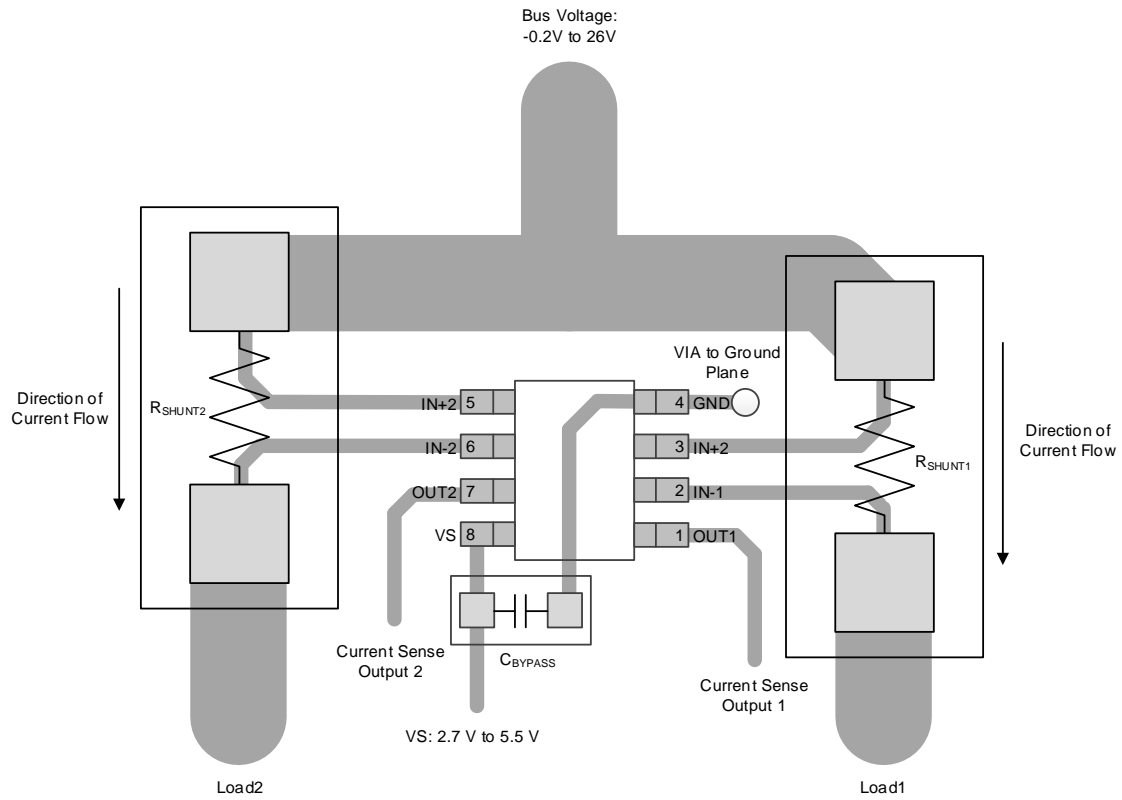 Bus Voltage:
-0.2V to 26V
VIA to Ground
Plane
Direction of
Current Flow
RSHUNT2
IN+2 5
4 GND
IN-2 6
3 IN+2
Direction of
Current Flow
RSHUNT1
OUT2 7
2 IN-1
VS 8
1 OUT1
CBYPASS
Current Sense
Output 2
Current Sense
Output 1
VS: 2.7 V to 5.5 V
Load2
Load1